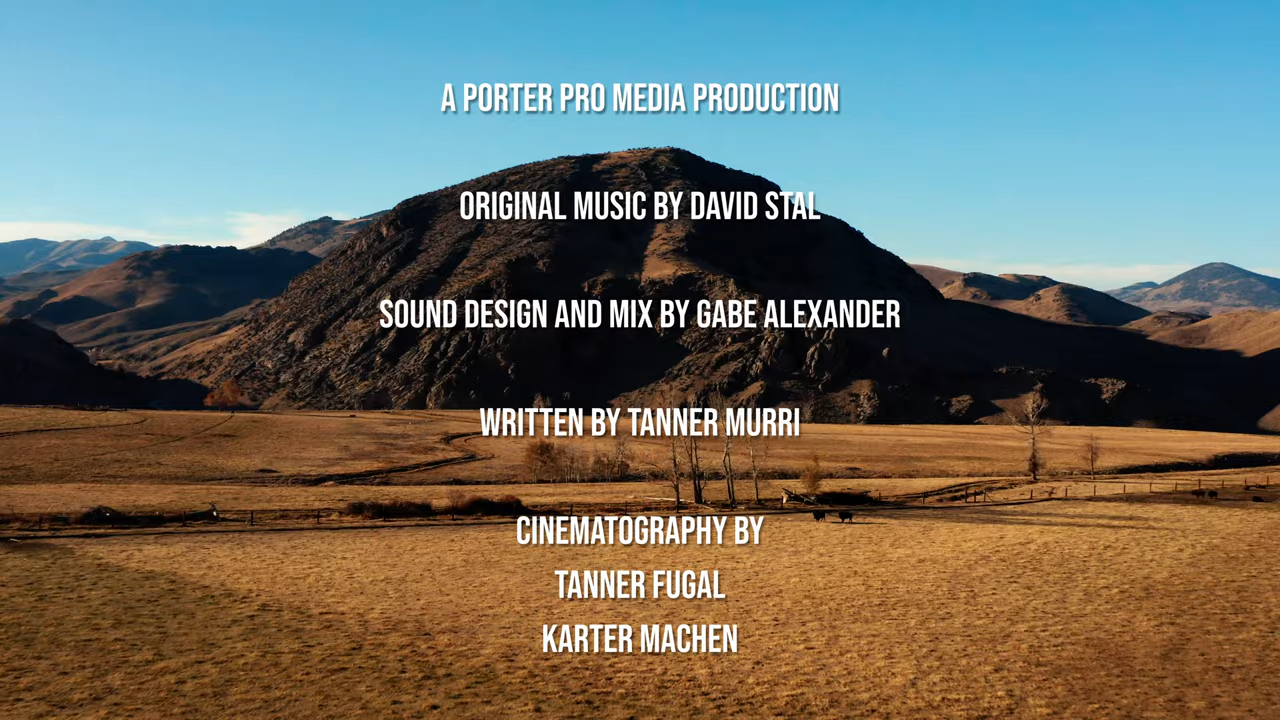 A PORTER PRO MEDIA PRODUCTION
ORIGINAL MUSIC BY DAVID STAL
SOUND DESIGN AND MIX BY GABE ALEXANDER
WRITTEN BY TANNER MURRI
CINEMATOGRAPHY BY
TANNER FUGAL
KARTER MACHEN